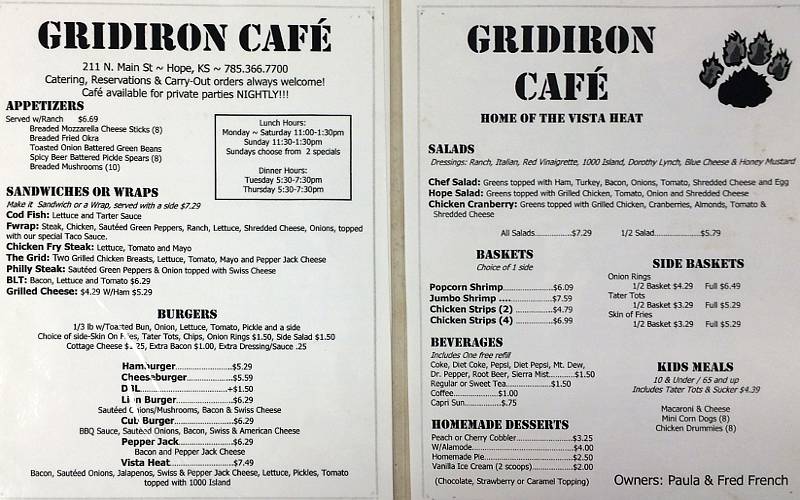 GRIDIRON CAFÉ
211 N. Main St ~ Hope, KS ~ 785.366.7700
Catering, Reservations & Carry-Out orders always welcome!
Café available for private parties NIGHTLY!!!
APPETIZERS
Served w/Ranch $6.69
Breaded Mozzarella Cheese Sticks (8)
Breaded Fried Okra
Toasted Onion Battered Green Beans
Spicy Beer Battered Pickle Spears (8)
Breaded Mushrooms (10)
Lunch Hours:
Monday ~ Saturday 11:00-1:30pm
Sunday 11:30-1:30pm
Sundays choose from 2 specials
Dinner Hours:
Tuesday 5:30-7:30pm
Thursday 5:30-7:30pm
SANDWICHES OR WRAPS
Make it Sandwich or a Wrap, served with a side $7.29
Cod Fish: Lettuce and Tarter Sauce
Fwrap: Steak, Chicken, Sautéed Green Peppers, Ranch, Lettuce, Shredded Cheese, Onions, topped
with our special Taco Sauce.
Chicken Fry Steak: Lettuce, Tomato and Mayo
The Grid: Two Grilled Chicken Breasts, Lettuce, Tomato, Mayo and Pepper Jack Cheese
Philly Steak: Sautéed Green Peppers & Onion topped with Swiss Cheese
BLT: Bacon, Lettuce and Tomato $6.29
Grilled Cheese: $4.29 W/Ham $5.29
BURGERS
1/3 lb w/Toasted Bun, Onion, Lettuce, Tomato, Pickle and a side
Choice of side-Skin On Fries, Tater Tots, Chips, Onion Rings $1.50, Side Salad $1.50
Cottage Cheese $ .25, Extra Bacon $1.00, Extra Dressing/Sauce .25
Hamburger..................$5.29
Cheeseburger..............$5.59
+$1.50
Burger..................$6.29
Sautéed Onions/Mushrooms, Bacon & Swiss Cheese
Cub Burger..................$6.29
BBQ Sauce, Sautéed Onions, Bacon, Swiss & American Cheese
Pepper Jack.................$6.29
Bacon and Pepper Jack Cheese
Vista Heat...................$7.49
Bacon, Sautéed Onions, Jalapenos, Swiss & Pepper Jack Cheese, Lettuce, Pickles, Tomato
topped with 1000 Island
GRIDIRON
CAFÉ
HOME OF THE VISTA HEAT
SALADS
Dressings: Ranch, Italian, Red Vinaigrette, 1000 Island, Dorothy Lynch, Blue Cheese & Honey Mustard
Chef Salad: Greens topped with Ham, Turkey, Bacon, Onions, Tomato, Shredded Cheese and Egg
Hope Salad: Greens topped with Grilled Chicken, Tomato, Onion and Shredded Cheese
Chicken Cranberry: Greens topped with Grilled Chicken, Cranberries, Almonds, Tomato &
Shredded Cheese
All Salads............$7.29 1/2 Salad...............$5.79
BASKETS
Choice of 1 side
Popcorn Shrimp................$6.09
Jumbo Shrimp .................$7.59
Chicken Strips (2) ............$4.79
Chicken Strips (4) ............$6.99
SIDE BASKETS
Onion Rings
1/2 Basket $4.29 Full $6.49
Tater Tots
1/2 Basket $3.29 Full $5.29
Skin of Fries
1/2 Basket $3.29 Full $5.29
BEVERAGES
Includes One free refill
Coke, Diet Coke, Pepsi, Diet Pepsi, Mt. Dew,
Dr. Pepper, Root Beer, Sierra Mist............$1.50
Regular or Sweet Tea..............$1.50
Coffee..............$1.00
Capri Sun............$.75
KIDS MEALS
10 & Under / 65 and up
Includes Tater Tots & Sucker $4.39
Macaroni & Cheese
Mini Corn Dogs (8)
Chicken Drummies (8)
HOMEMADE DESSERTS
Peach or Cherry Cobbler................$3.25
W/Alamode................................$4.00
Homemade Pie............................$2.50
Vanilla Ice Cream (2 scoops)...........$2.00
(Chocolate, Strawberry or Caramel Topping)
Owners: Paula & Fred French